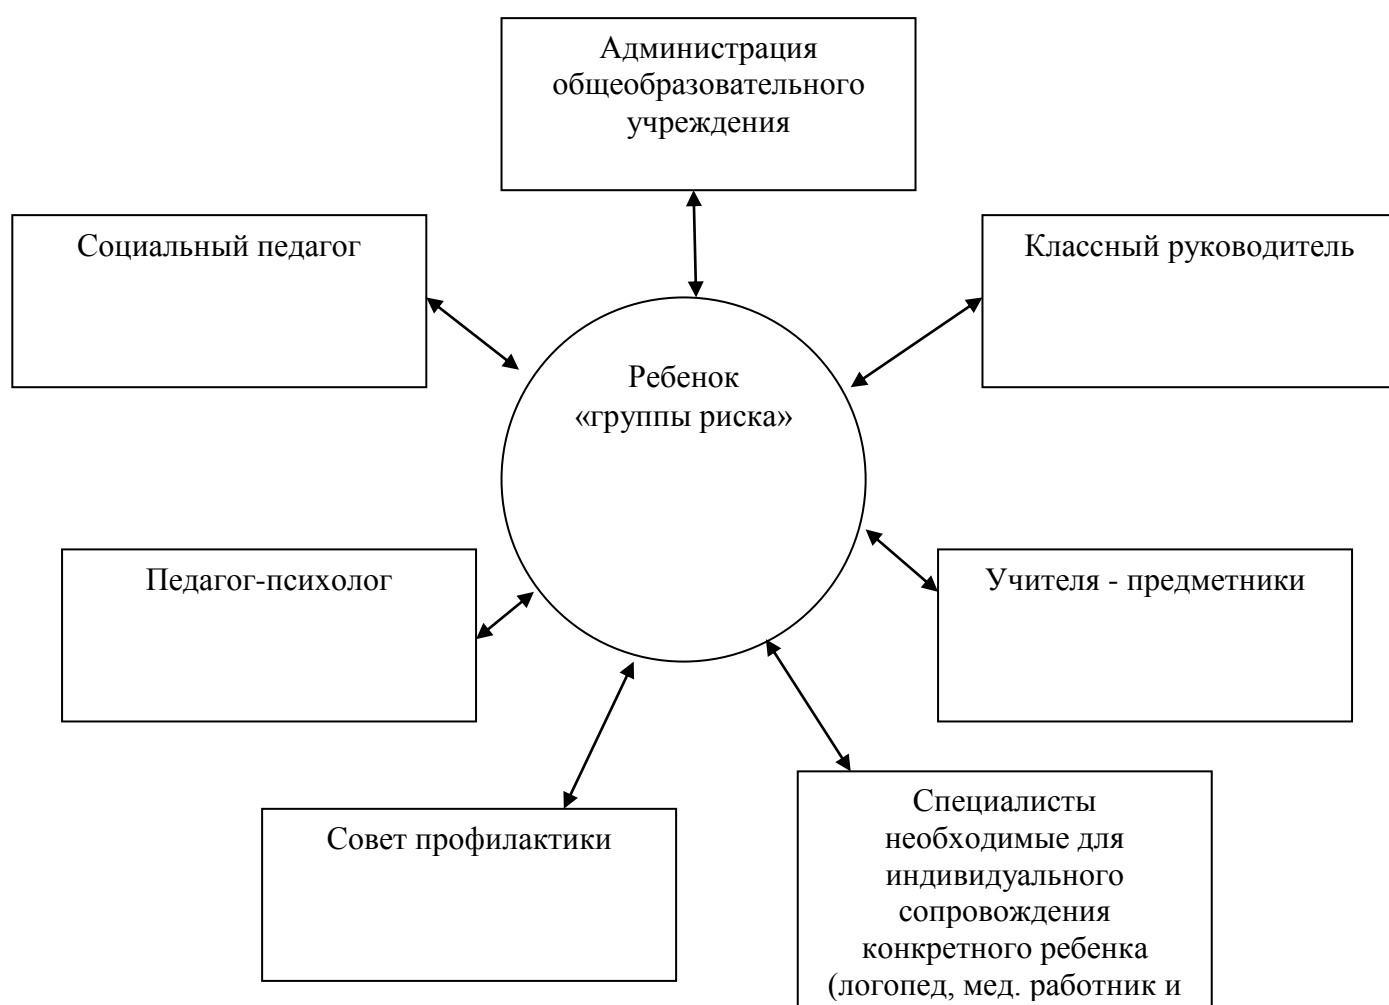 Администрация
общеобразовательного
учреждения
Социальный педагог
Классный руководитель
Ребенок
«группы риска»
Педагог-психолог
Учителя - предметники
Совет профилактики
Специалисты
необходимые для
индивидуального
сопровождения
конкретного ребенка
(логопед, мед. работник и